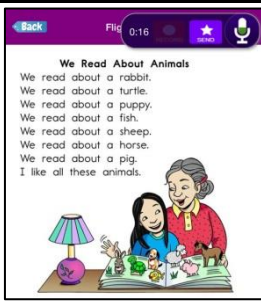 Back
Flig
0:16
SEND
We Read About Animals
We read about a rabbit.
We read about a turtle.
We read about a puppy.
We read about a fish.
We read about a sheep.
We read about a horse.
We read about a pig.
I like all these animals.